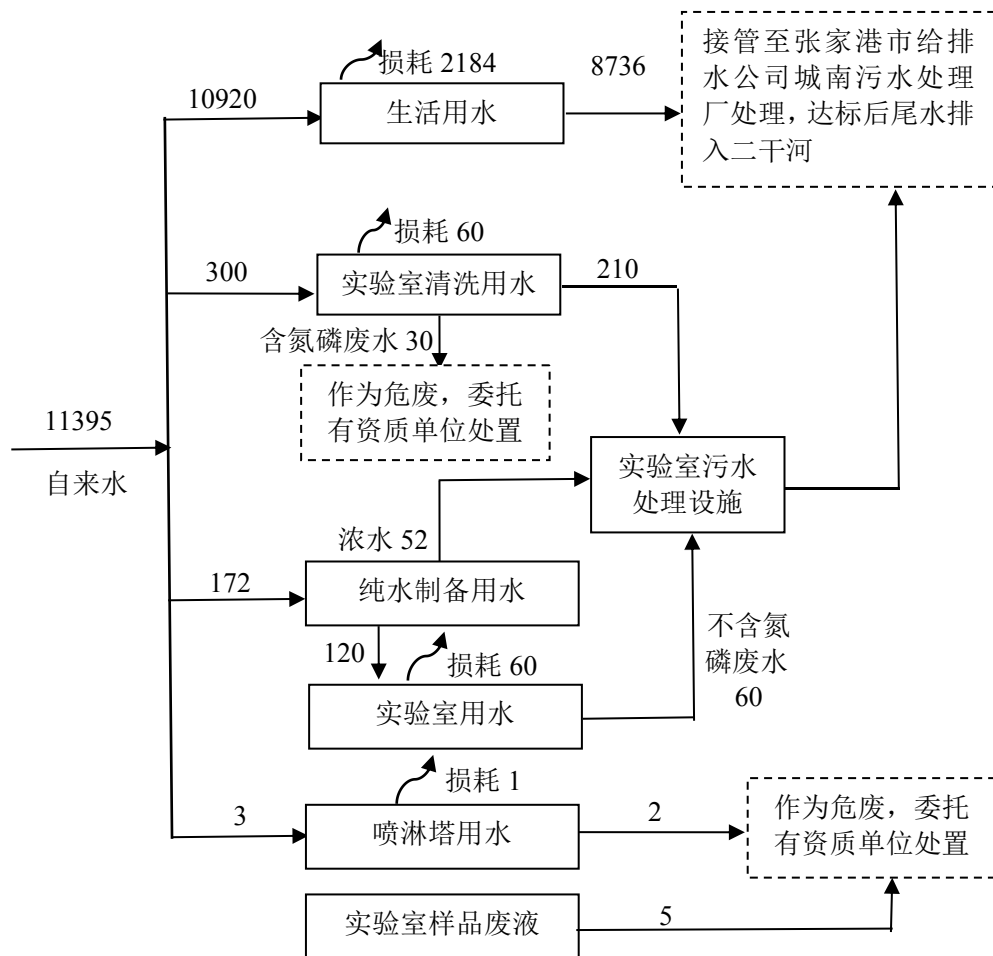 损耗 2184
8736
10920
生活用水
接管至张家港市给排
水公司城南污水处理
厂处理，达标后尾水排
入二干河
损耗 60
300
实验室清洗用水
210
含氮磷废水 30
作为危废，委托
有资质单位处置
11395
自来水
实验室污水
处理设施
浓水 52
172
纯水制备用水
不含氮
磷废水
60
120
损耗 60
实验室用水
损耗 1
3
喷淋塔用水
2
作为危废，委托
有资质单位处置
实验室样品废液
5